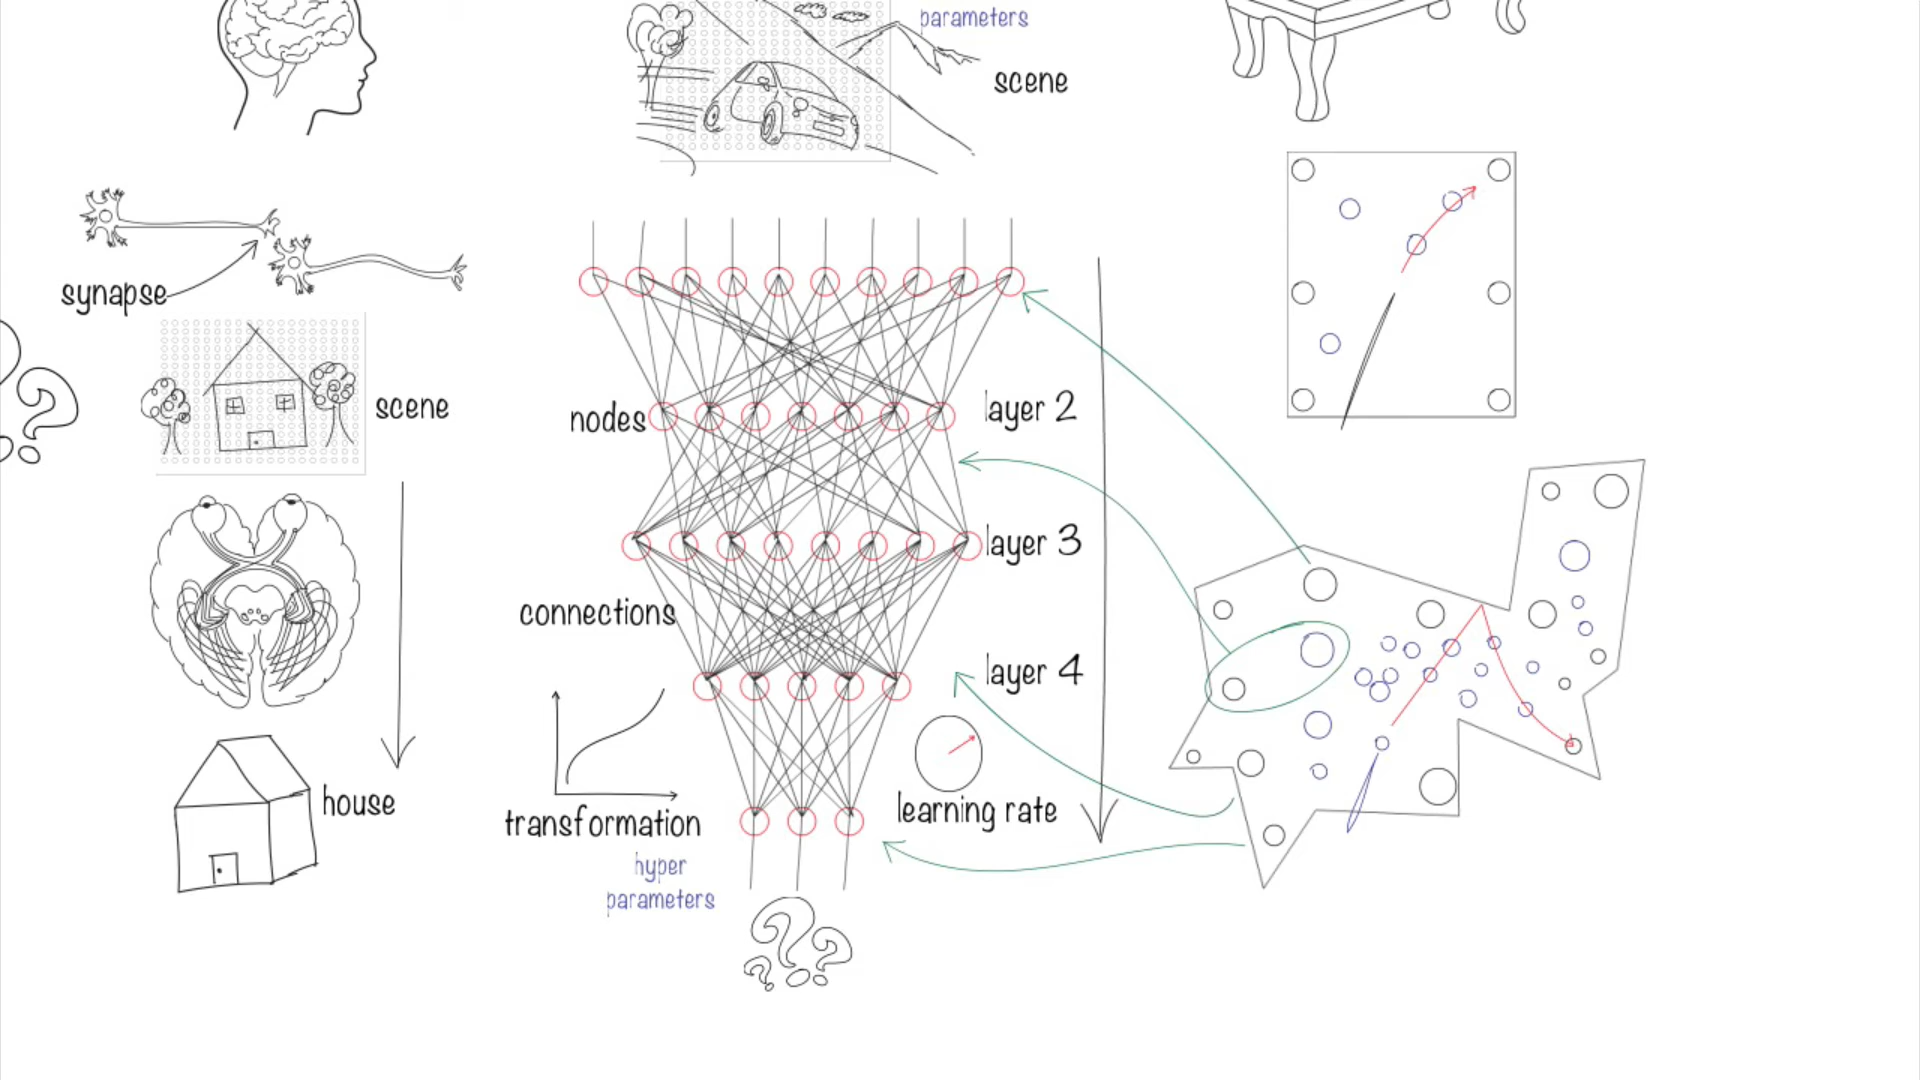 parameters
scene
synapse
scene
nodes
layer 2
layer 3
connections
layer 4
house
transformation
learning rate
hyper
parameters